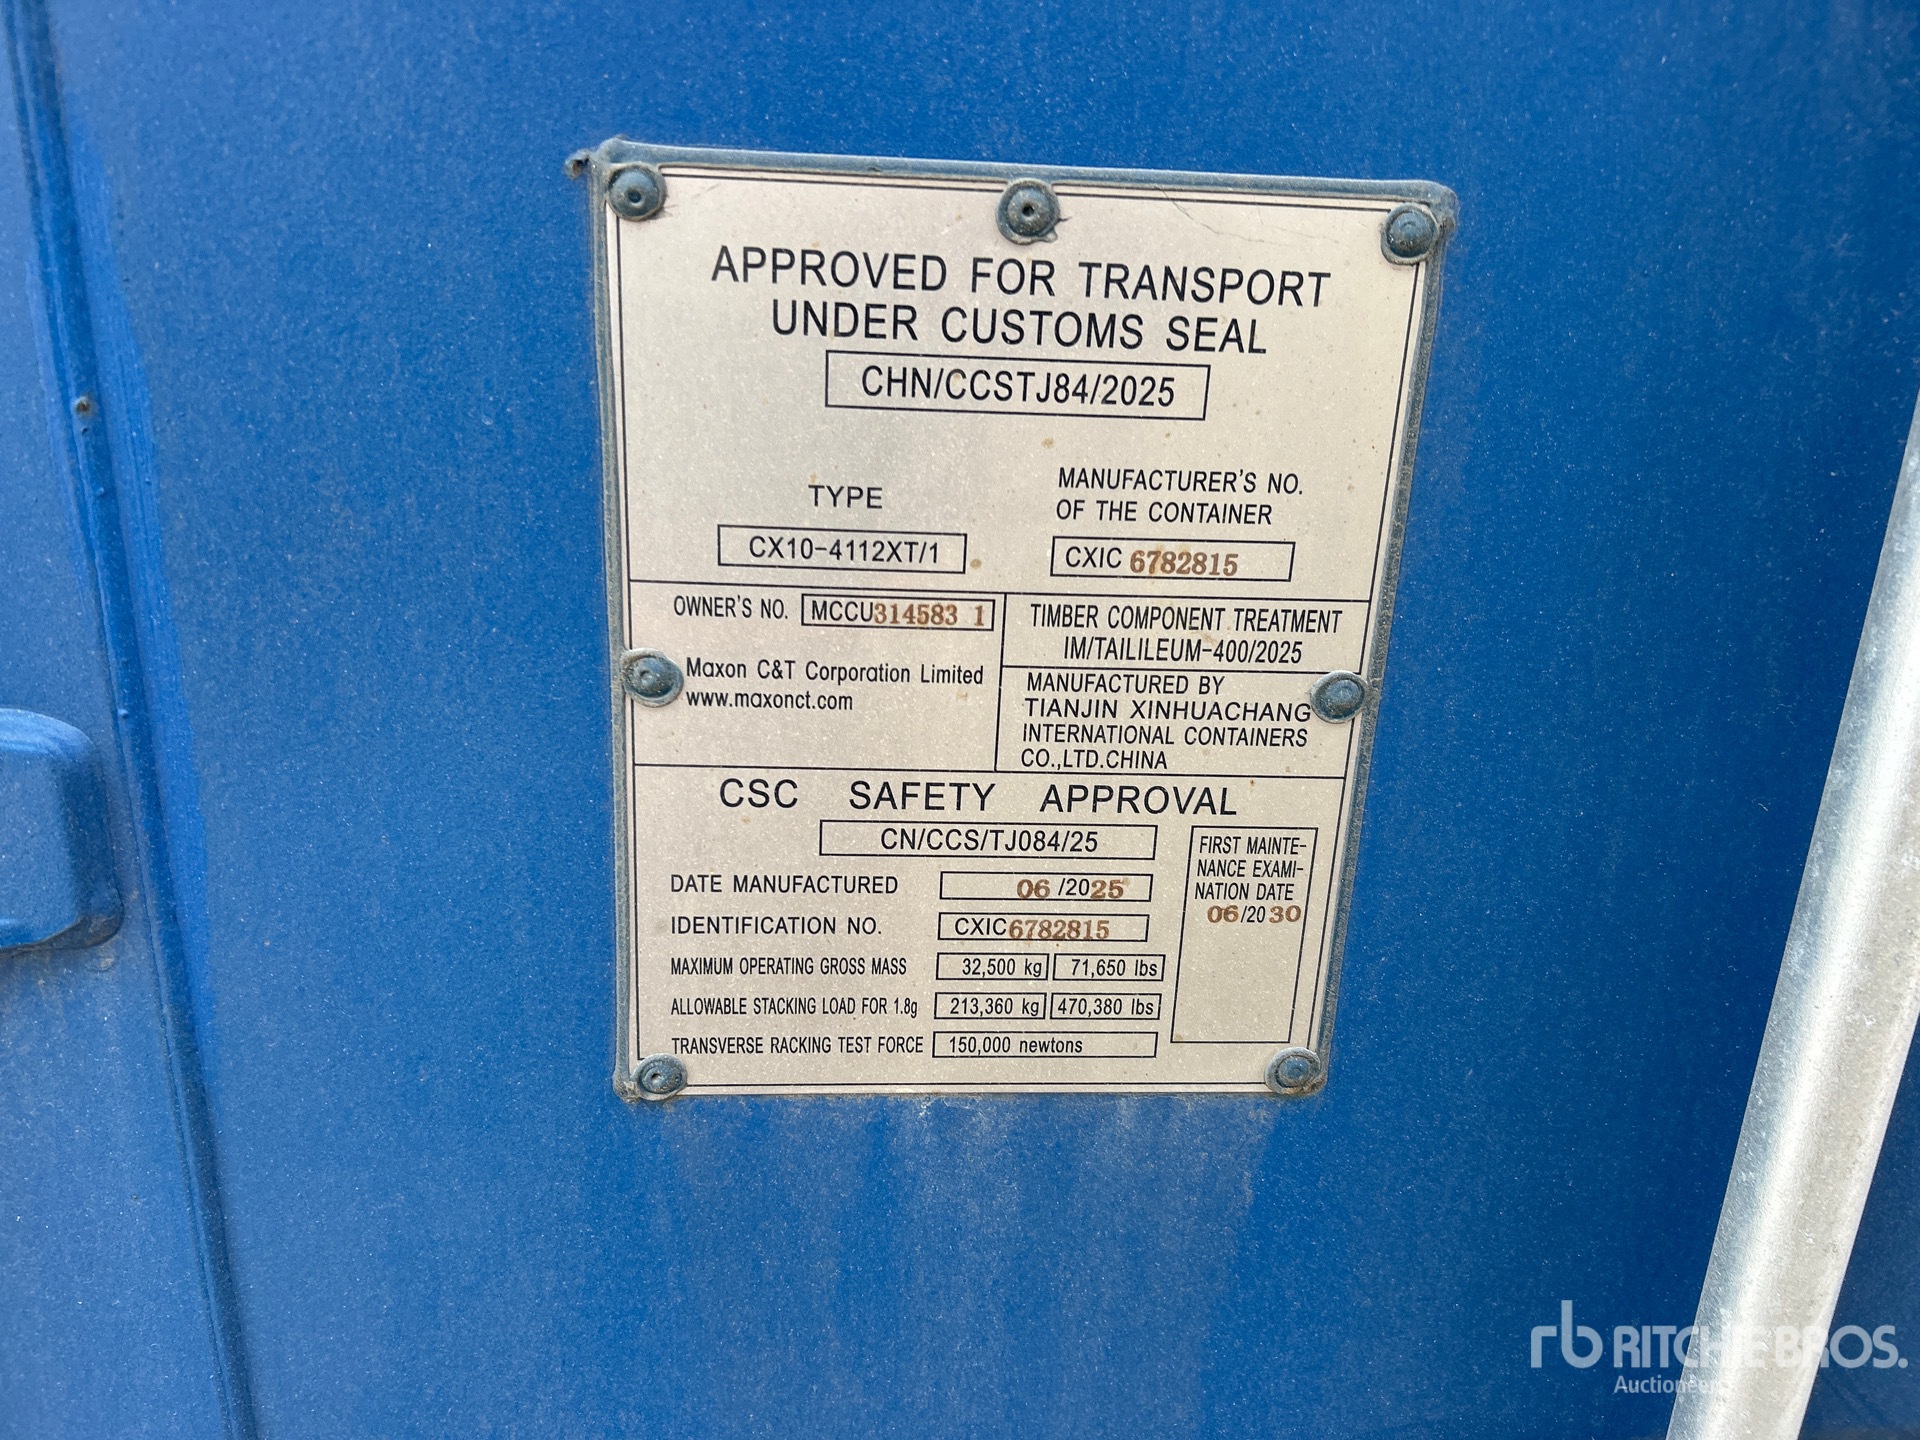 APPROVED FOR TRANSPORT
UNDER CUSTOMS SEAL
CHN/CCSTJ84/2025
TYPE
CX10-4112XT/1
MANUFACTURER'S NO.
OF THE CONTAINER
CXIC 6782815
OWNER'S NO. MCCU314583 1
Maxon C&T Corporation Limited
www.maxonct.com
TIMBER COMPONENT TREATMENT
IM/TAILILEUM-400/2025
MANUFACTURED BY
TIANJIN XINHUACHANG
INTERNATIONAL CONTAINERS
CO.,LTD.CHINA
CSC SAFETY APPROVAL
CN/CCS/TJ084/25
DATE MANUFACTURED 06/2025
IDENTIFICATION NO. CXIC6782815
MAXIMUM OPERATING GROSS MASS 32,500 kg 71,650 lbs
ALLOWABLE STACKING LOAD FOR 1.8g 213,360 kg 470,380 lbs
TRANSVERSE RACKING TEST FORCE 150,000 newtons
FIRST MAINTE-
NANCE EXAMI-
NATION DATE
06/2030
rb RITCHIE BROS.
Auctioneers